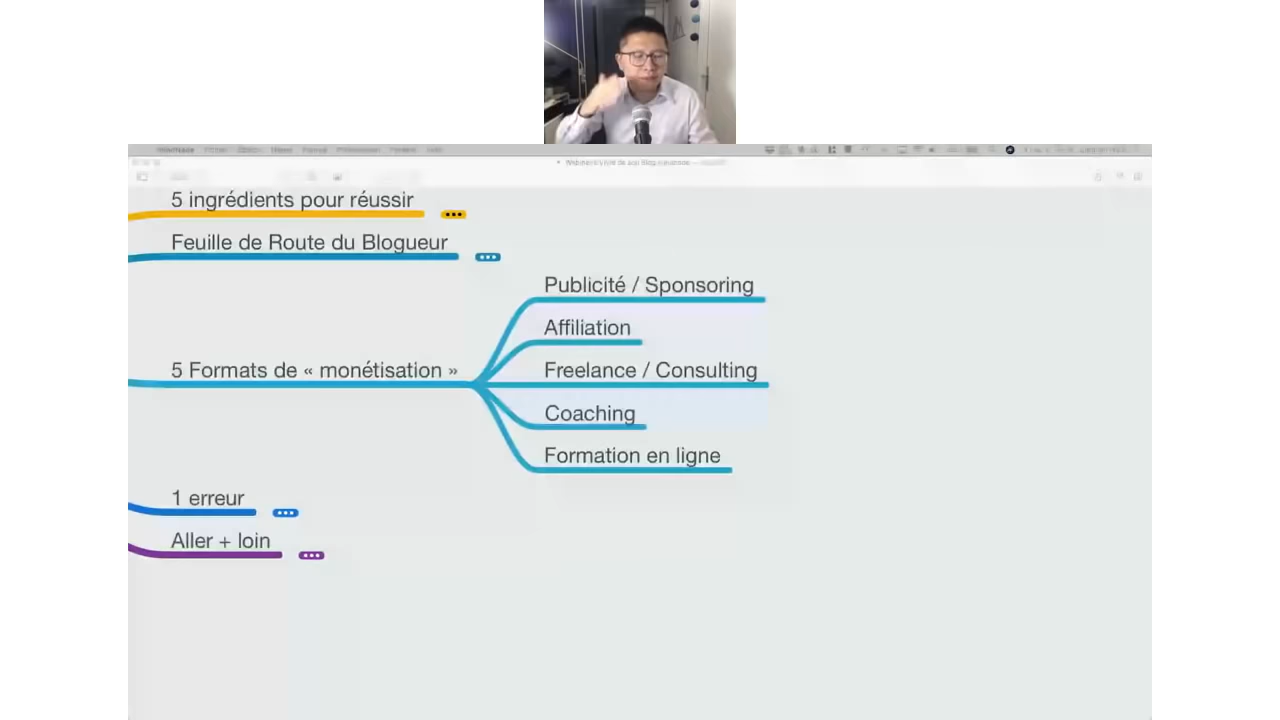 5 ingrédients pour réussir
Feuille de Route du Blogueur
5 Formats de « monétisation »
Publicité / Sponsoring
Affiliation
Freelance / Consulting
Coaching
Formation en ligne
1 erreur
Aller + loin